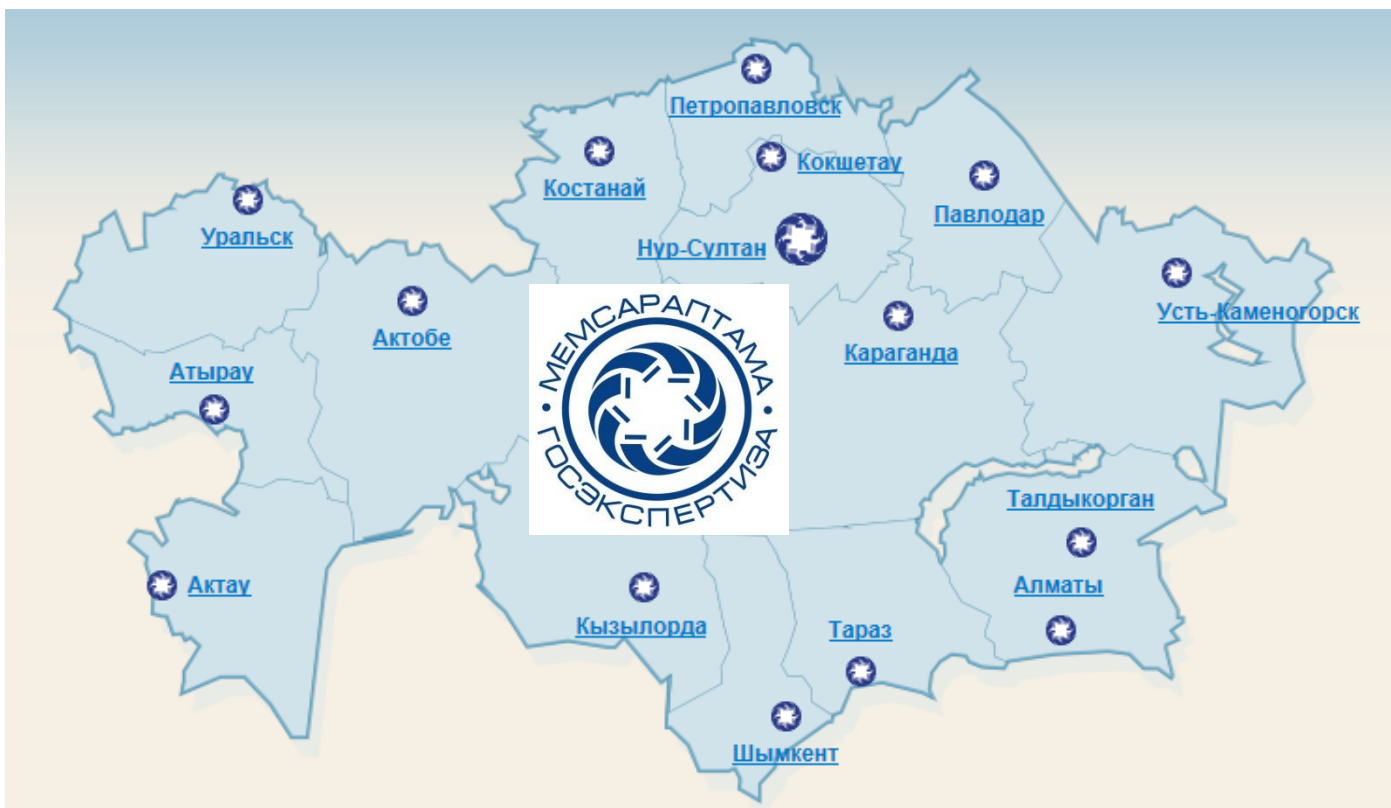 Петропавловск
Кокшетау
Костанай
Павлодар
Уральск
Нур-Султан
Усть-Каменогорск
Актобе
Караганда
Атырау
• МЕМСАРАПТАМА •
ГОСЭКСПЕРТИЗА
Талдыкорган
Актау
Алматы
Кызылорда
Тараз
Шымкент